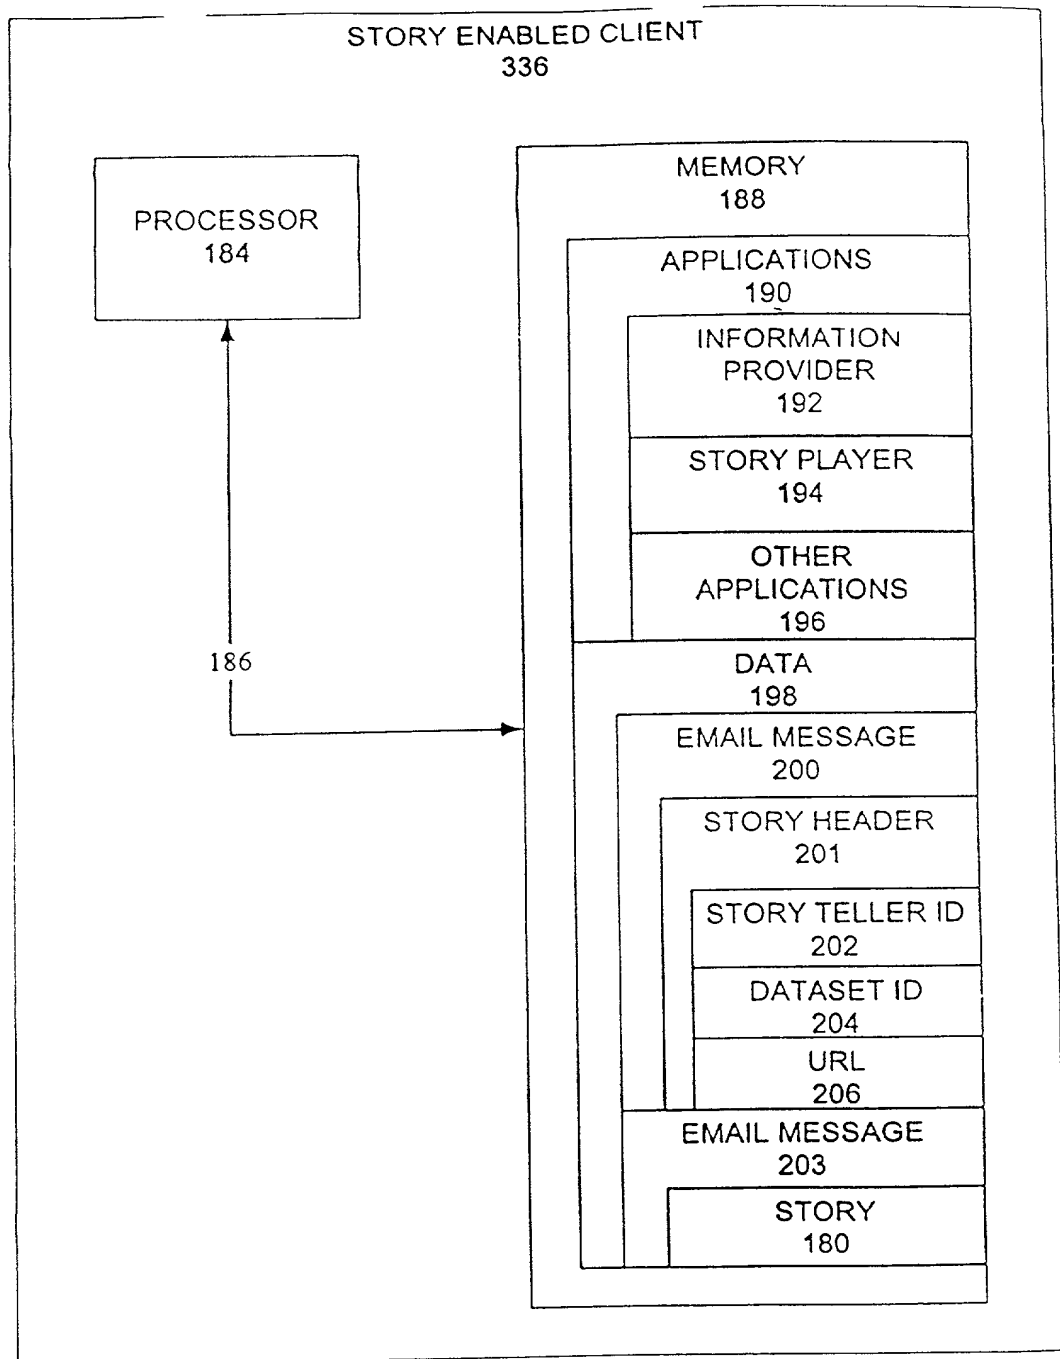 STORY ENABLED CLIENT
336
PROCESSOR
184
186
MEMORY
188
APPLICATIONS
190
INFORMATION
PROVIDER
192
STORY PLAYER
194
OTHER
APPLICATIONS
196
DATA
198
EMAIL MESSAGE
200
STORY HEADER
201
STORY TELLER ID
202
DATASET ID
204
URL
206
EMAIL MESSAGE
203
STORY
180